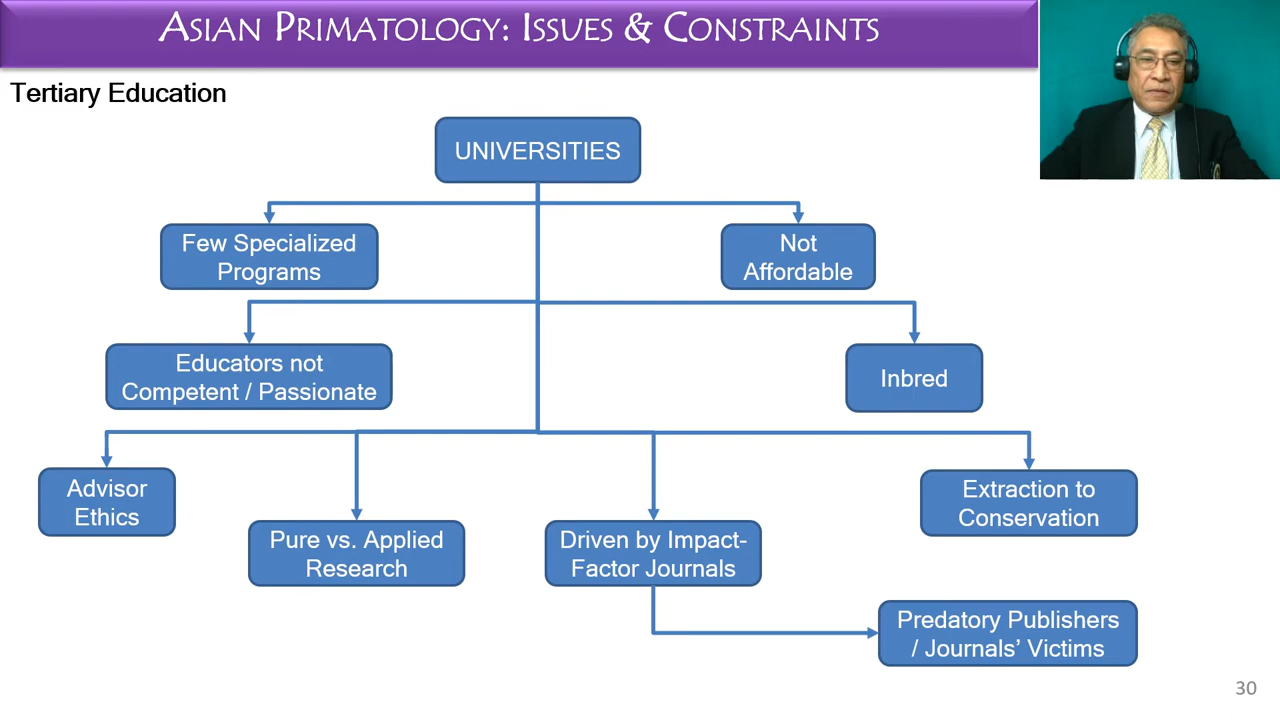 ASIAN PRIMATOLOGY: ISSUES & CONSTRAINTS
Tertiary Education
UNIVERSITIES
Few Specialized
Programs
Not
Affordable
Educators not
Competent / Passionate
Inbred
Advisor
Ethics
Pure vs. Applied
Research
Driven by Impact-
Factor Journals
Extraction to
Conservation
Predatory Publishers
/ Journals’ Victims
30